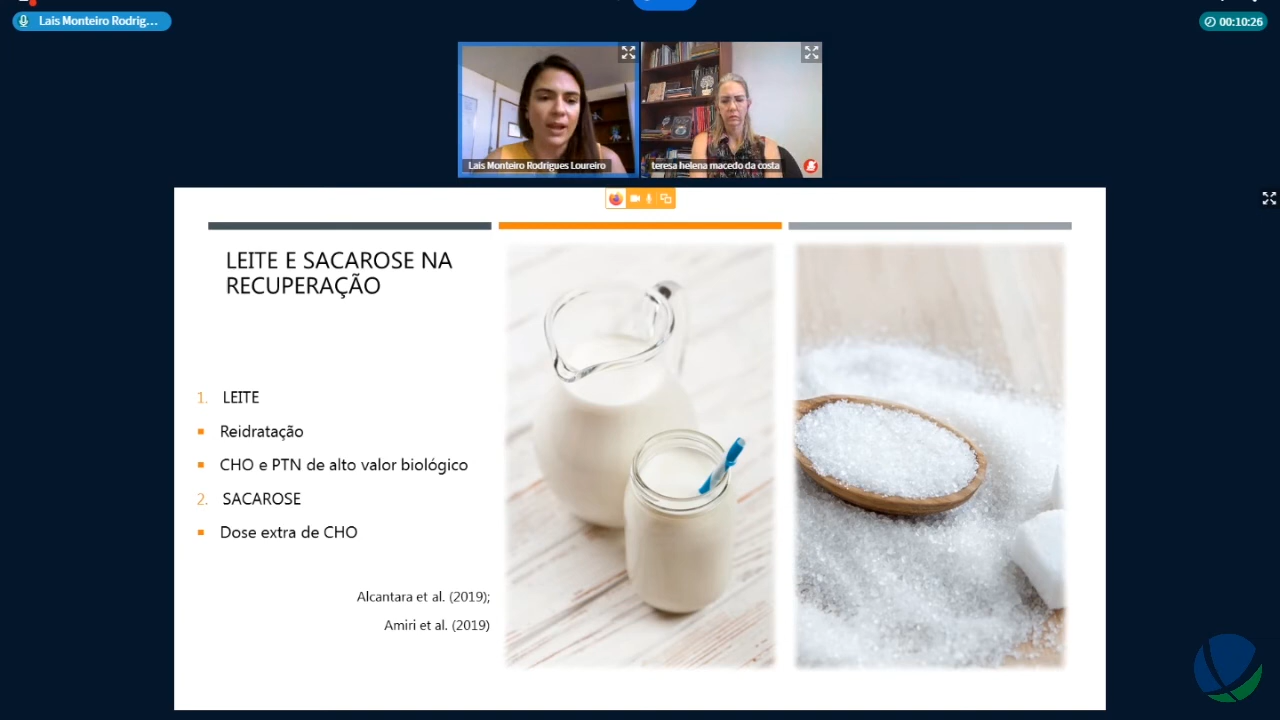 Lais Monteiro Rodrig...
00:10:26
Lais Monteiro Rodrigues Loureiro
teresa helena macedo da costa
LEITE E SACAROSE NA
RECUPERAÇÃO
1. LEITE
▪ Reidratação
▪ CHO e PTN de alto valor biológico
2. SACAROSE
▪ Dose extra de CHO
Alcantara et al. (2019);
Amiri et al. (2019)